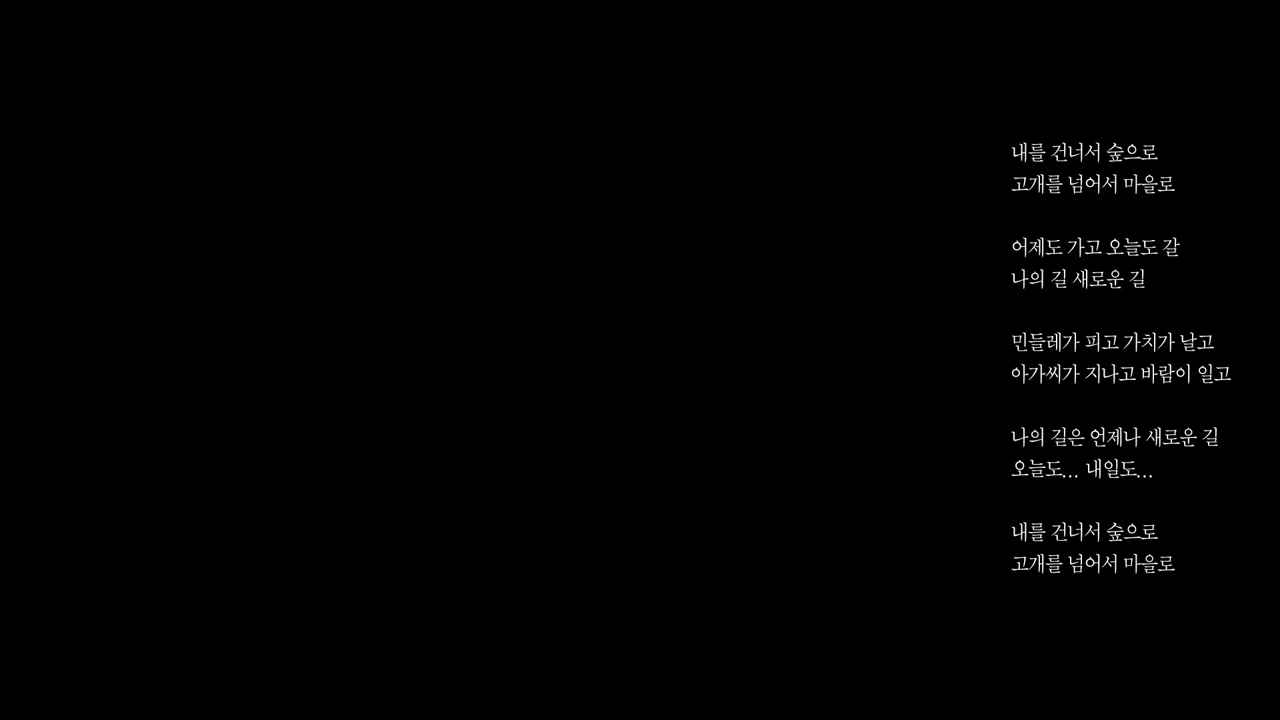 내를 건너서 숲으로
고개를 넘어서 마을로
어제도 가고 오늘도 갈
나의 길 새로운 길
민들레가 피고 가치가 날고
아가씨가 지나고 바람이 일고
나의 길은 언제나 새로운 길
오늘도... 내일도...
내를 건너서 숲으로
고개를 넘어서 마을로